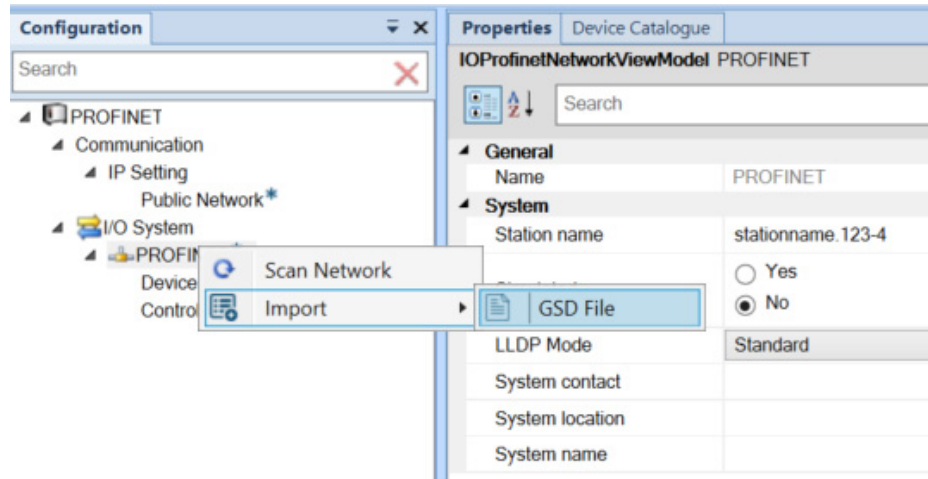 Configuration
Search
PROFINET
Communication
IP Setting
Public Network*
I/O System
Device
Scan Network
Import
GSD File
Properties
Device Catalogue
IOProfinetNetworkViewModel PROFINET
Search
General
Name PROFINET
System
Station name stationname.123-4
Yes
No
LLDP Mode Standard
System contact
System location
System name